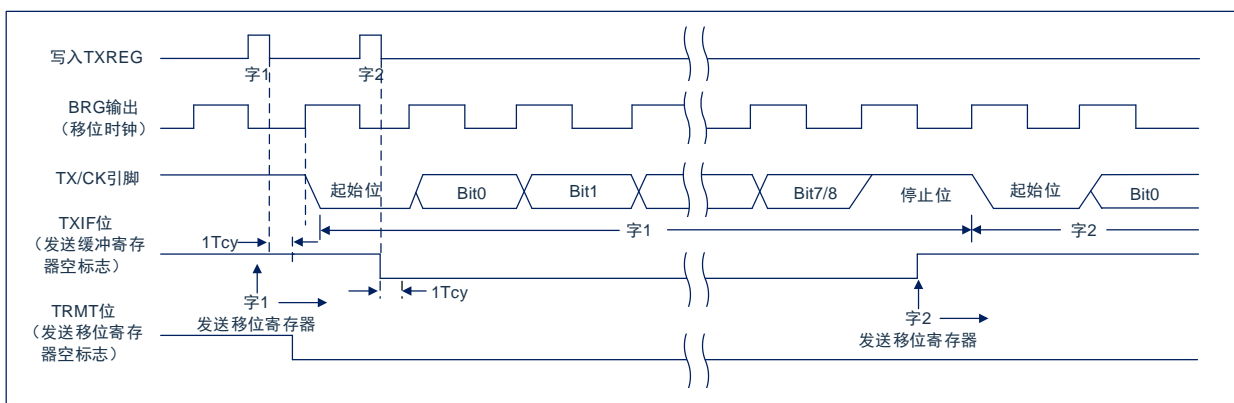 写入TXREG
字1
字2
BRG输出
（移位时钟）
TX/CK引脚
起始位
Bit0
Bit1
Bit7/8
停止位
起始位
Bit0
TXIF位
（发送缓冲寄存
器空标志）
1Tcy
字1
字2
1Tcy
字1
发送移位寄存器
字2
发送移位寄存器
TRMT位
（发送移位寄存
器空标志）